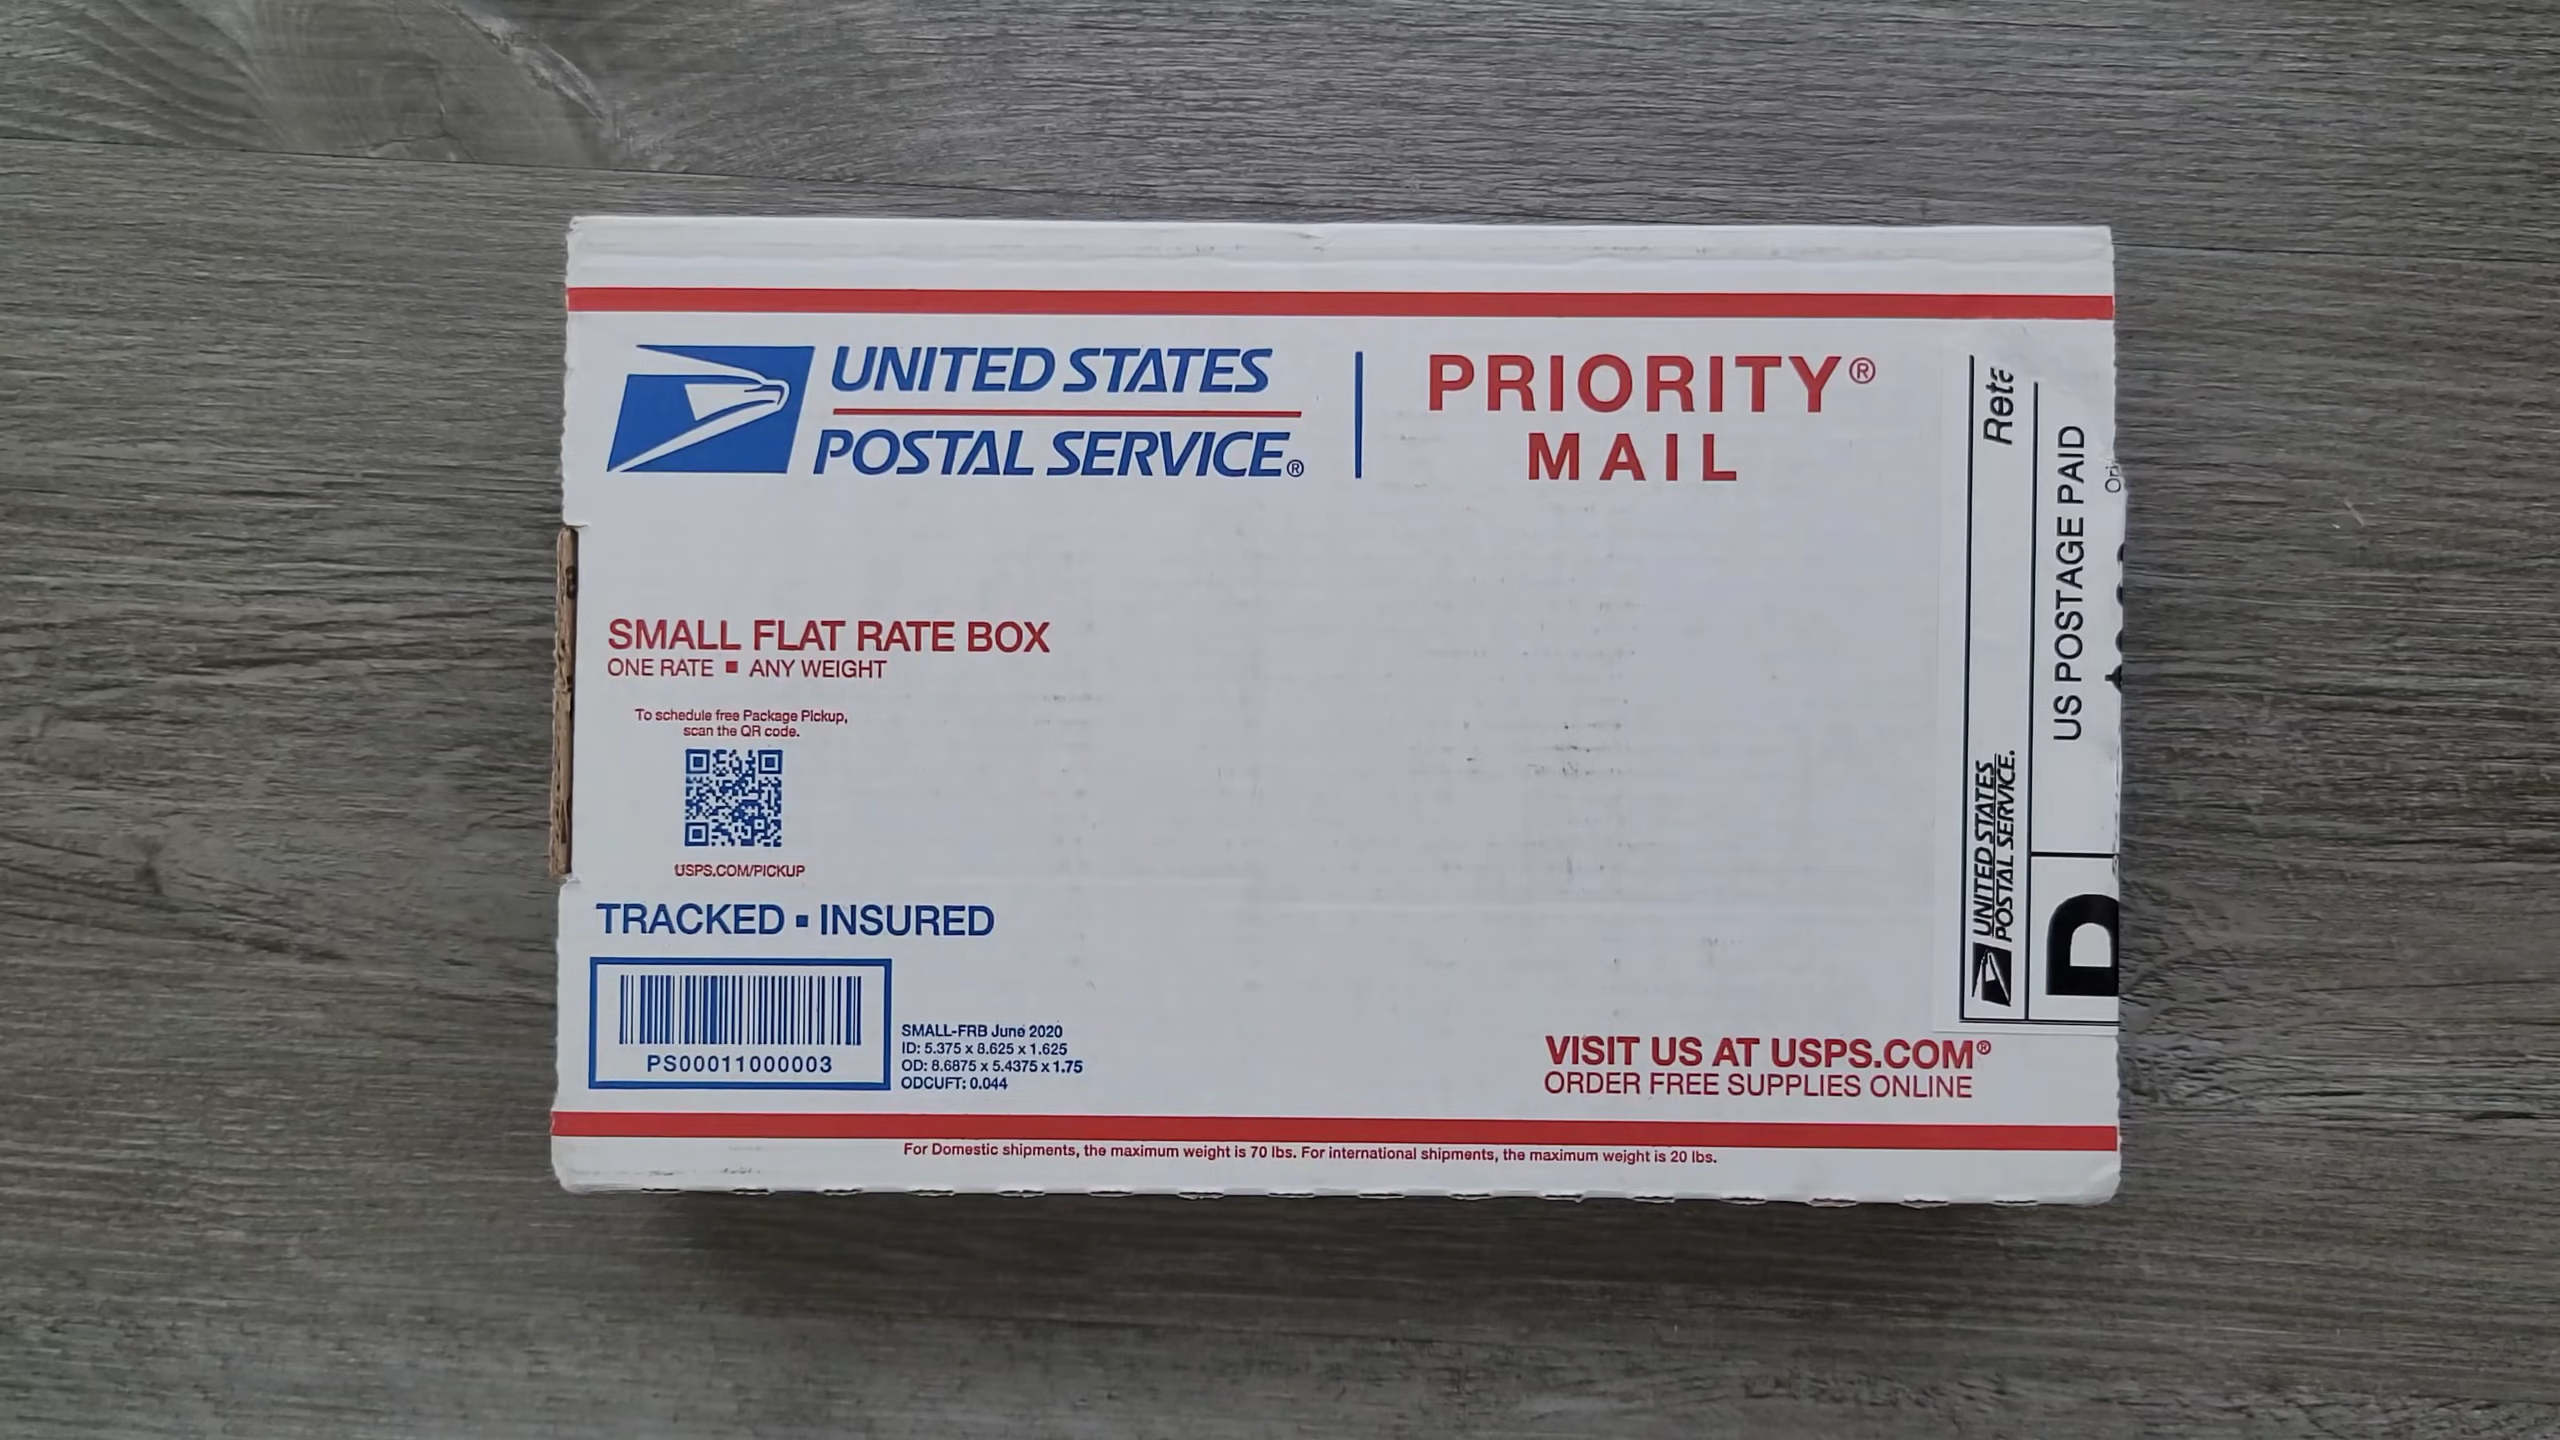 UNITED STATES
POSTAL SERVICE®
PRIORITY®
MAIL
SMALL FLAT RATE BOX
ONE RATE ▪ ANY WEIGHT
To schedule free Package Pickup,
scan the QR code.
USPS.COM/PICKUP
TRACKED ▪ INSURED
PS00011000003
SMALL-FRB June 2020
ID: 5.375 x 8.625 x 1.625
OD: 8.6875 x 5.4375 x 1.75
ODCUFT: 0.044
VISIT US AT USPS.COM®
ORDER FREE SUPPLIES ONLINE
For Domestic shipments, the maximum weight is 70 lbs. For international shipments, the maximum weight is 20 lbs.
UNITED STATES
POSTAL SERVICE.
US POSTAGE PAID